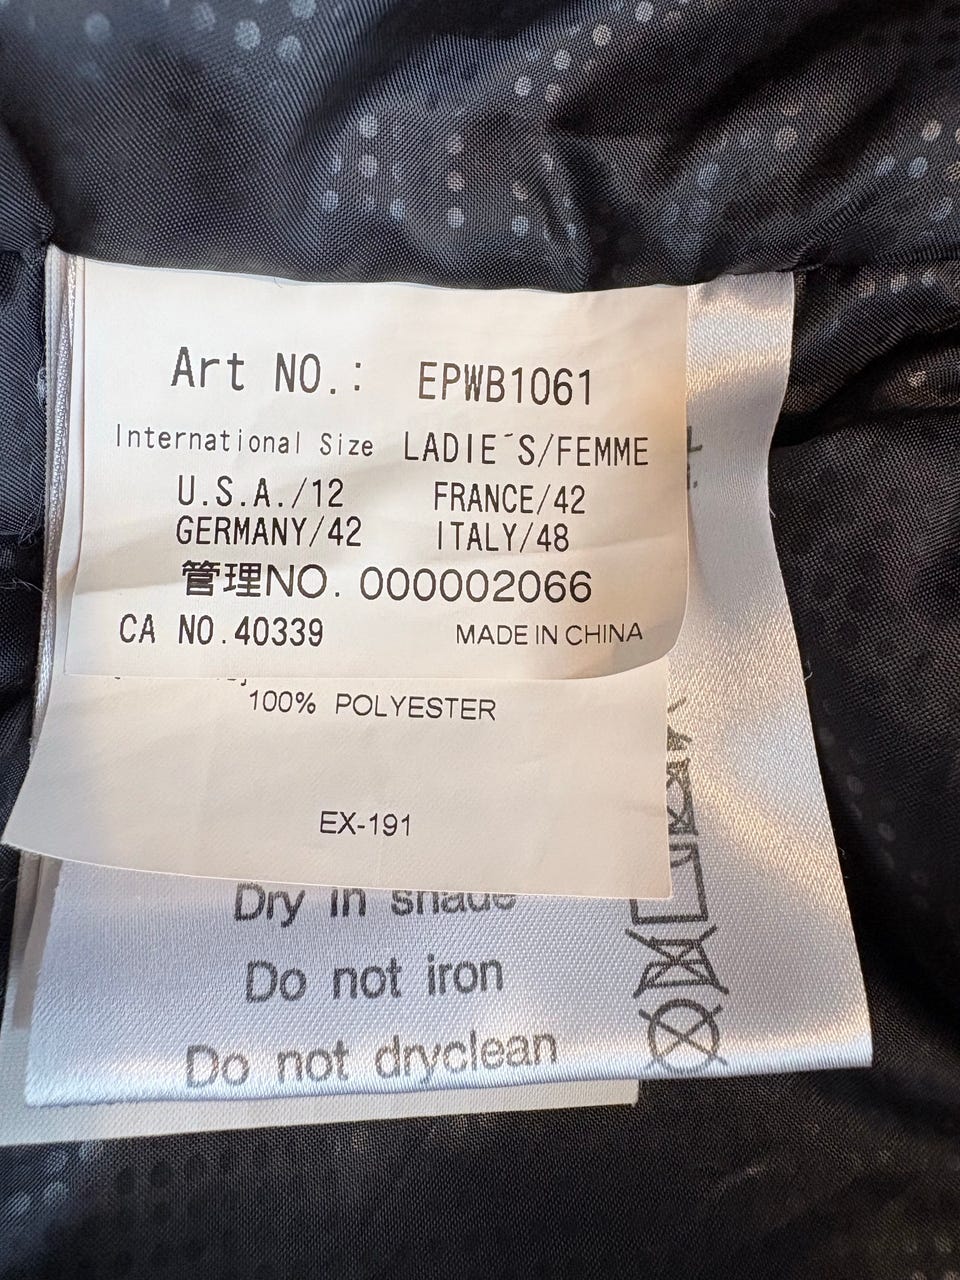 Art NO.: EPWB1061
International Size LADIE´S/FEMME
U.S.A./12 FRANCE/42
GERMANY/42 ITALY/48
管理NO. 000002066
CA NO.40339 MADE IN CHINA
100% POLYESTER
EX-191
Dry in shade
Do not iron
Do not dryclean